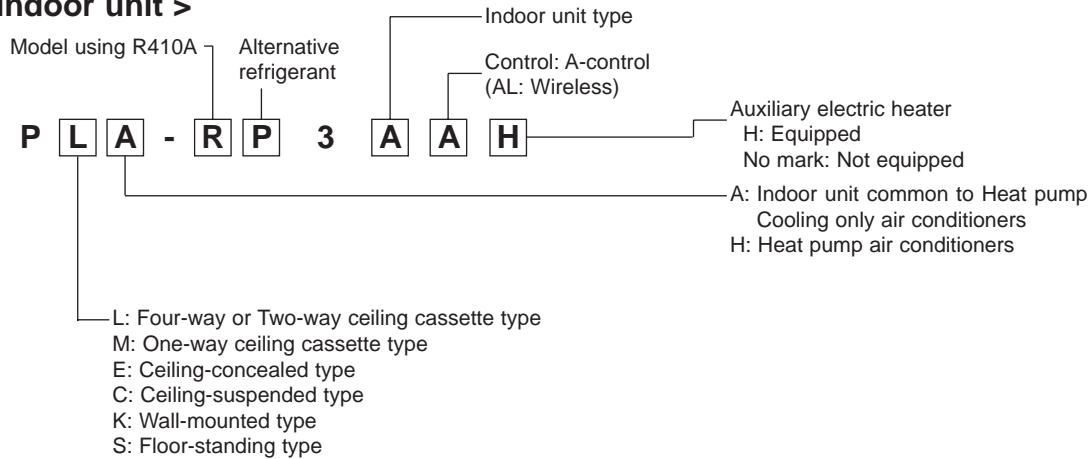 Indoor unit >
Indoor unit type
Model using R410A
Alternative
refrigerant
Control: A-control
(AL: Wireless)
P L A - R P 3 A A H
Auxiliary electric heater
H: Equipped
No mark: Not equipped
A: Indoor unit common to Heat pump
Cooling only air conditioners
H: Heat pump air conditioners
L: Four-way or Two-way ceiling cassette type
M: One-way ceiling cassette type
E: Ceiling-concealed type
C: Ceiling-suspended type
K: Wall-mounted type
S: Floor-standing type